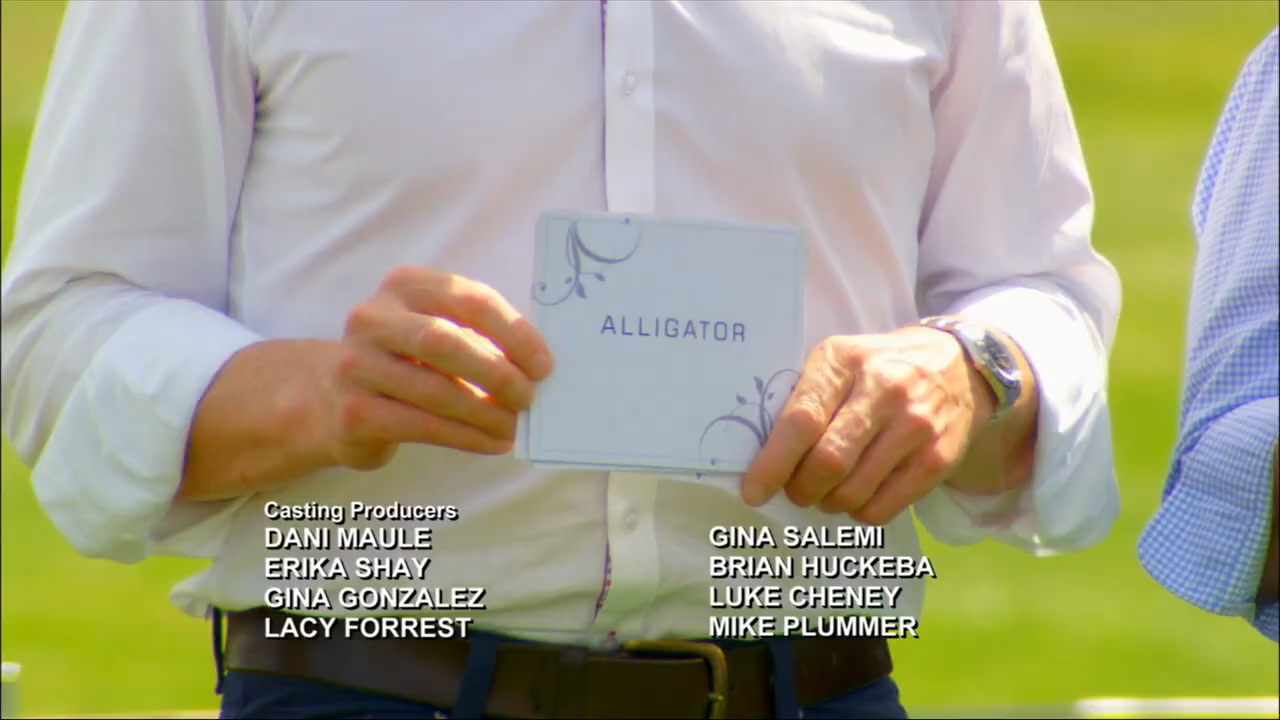 ALLIGATOR
Casting Producers
DANI MAULE
ERIKA SHAY
GINA GONZALEZ
LACY FORREST
GINA SALEMI
BRIAN HUCKEBA
LUKE CHENEY
MIKE PLUMMER